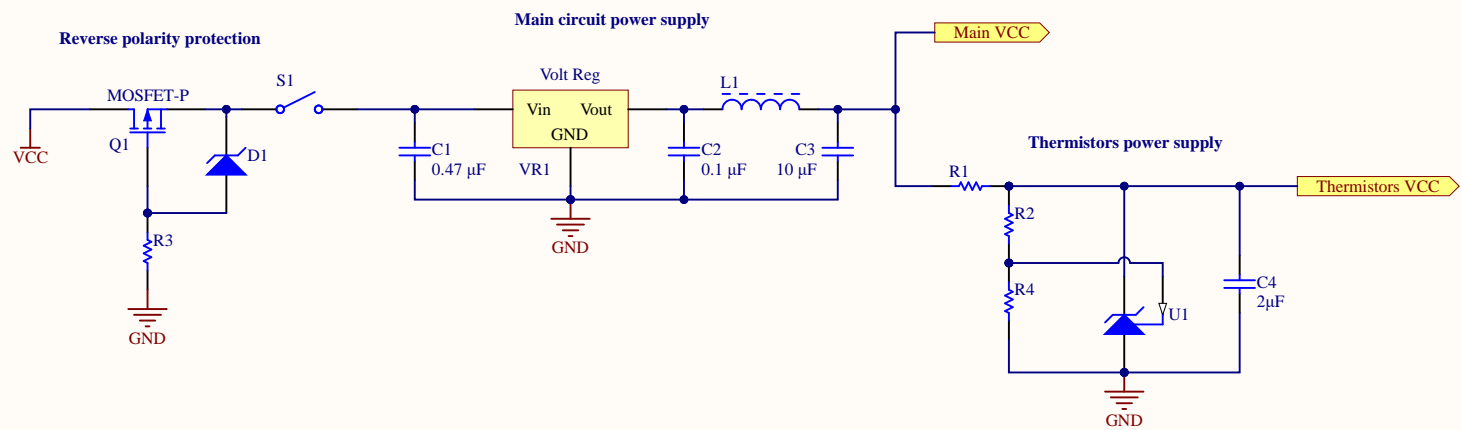 Main circuit power supply
Reverse polarity protection
Main VCC
MOSFET-P
S1
Volt Reg
L1
VCC
Q1
D1
Vin
Vout
GND
C1
0.47 µF
VR1
C2
0.1 µF
C3
10 µF
Thermistors power supply
R1
Thermistors VCC
R3
R2
GND
GND
R4
U1
C4
2µF
GND